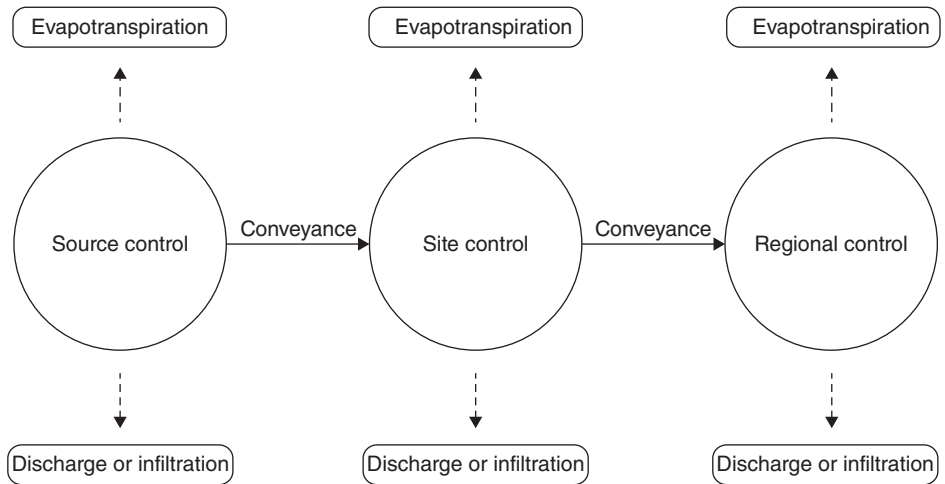 Evapotranspiration
Evapotranspiration
Evapotranspiration
Source control
Conveyance
Site control
Conveyance
Regional control
Discharge or infiltration
Discharge or infiltration
Discharge or infiltration